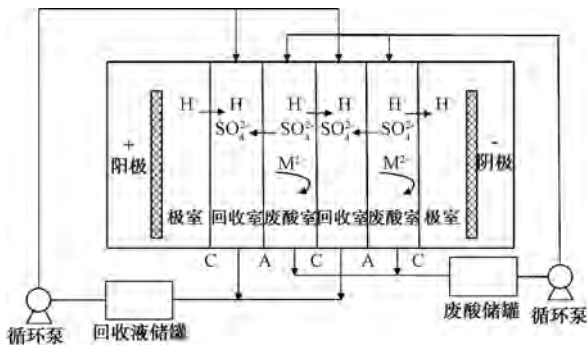 H⁺ H⁺ H⁺ H⁺ H⁺ H⁺
SO₄²⁻ SO₄²⁻ SO₄²⁻ SO₄²⁻
+
阳极
-
阴极
M²⁻ M²⁻
极室 回收室 废酸室 回收室 废酸室 极室
C A C A C
循环泵
回收液储罐
废酸储罐
循环泵